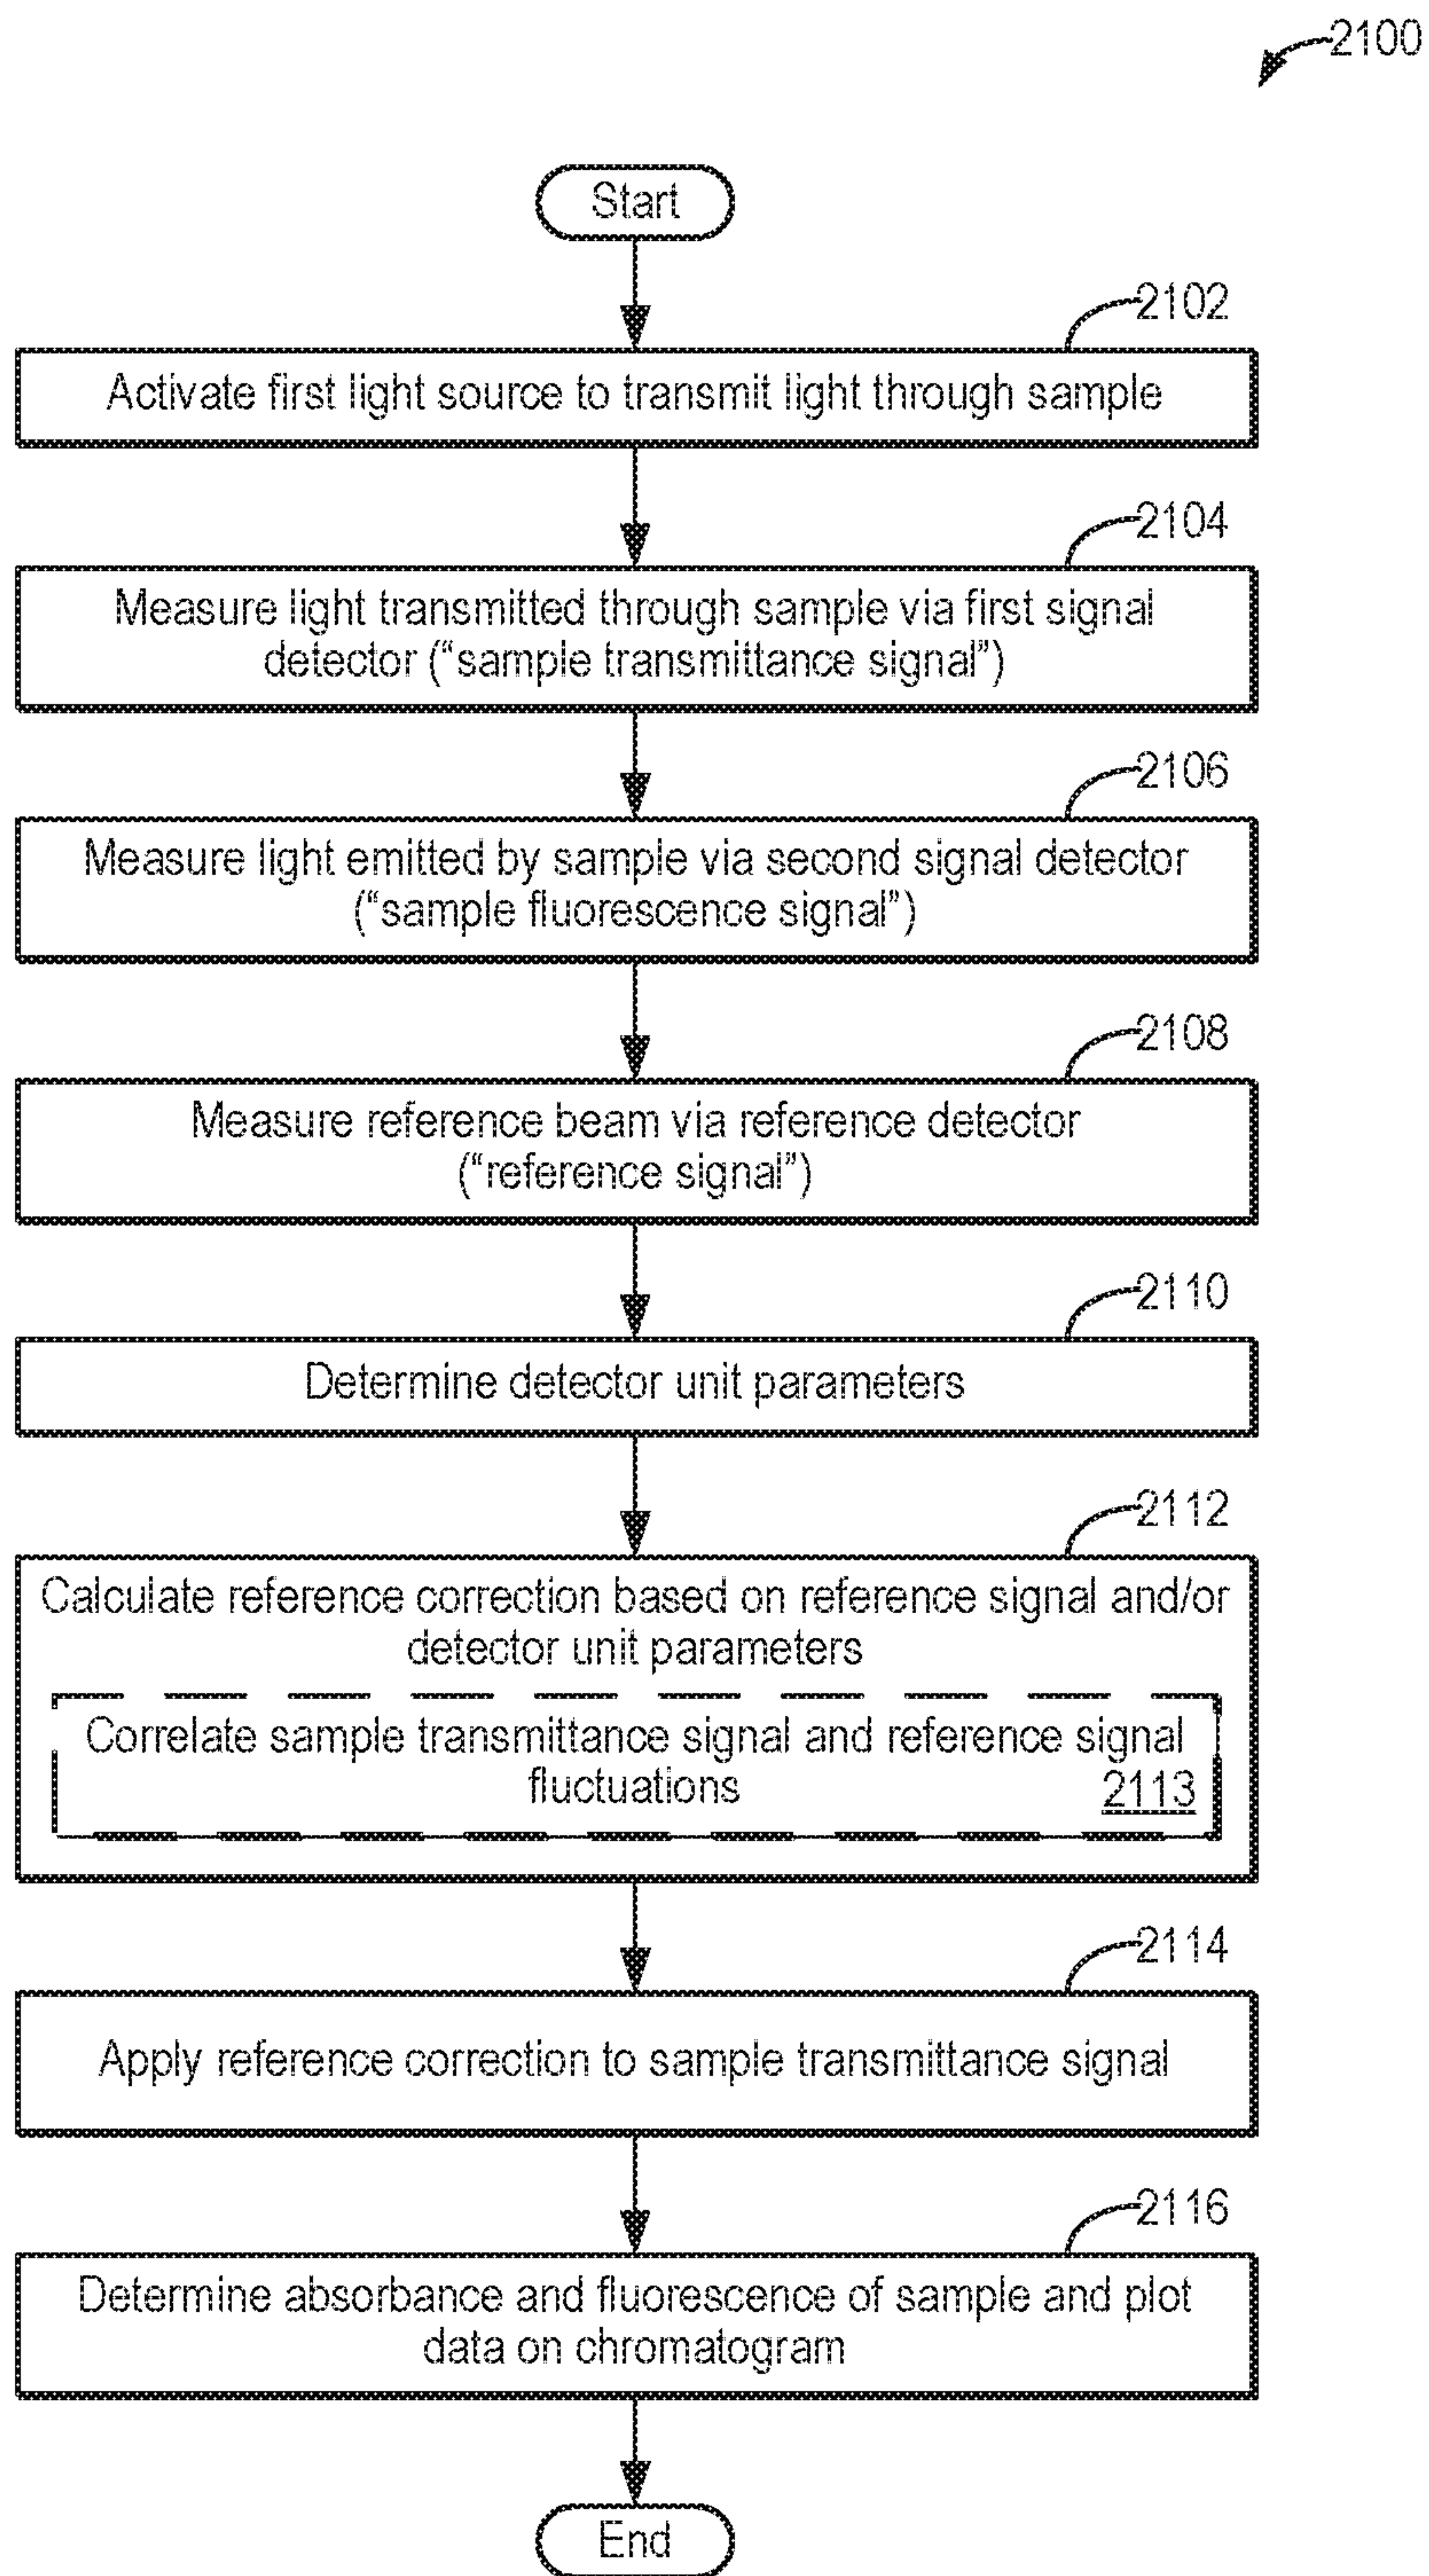 2100
Start
2102
Activate first light source to transmit light through sample
2104
Measure light transmitted through sample via first signal
detector (“sample transmittance signal”)
2106
Measure light emitted by sample via second signal detector
(“sample fluorescence signal”)
2108
Measure reference beam via reference detector
(“reference signal”)
2110
Determine detector unit parameters
2112
Calculate reference correction based on reference signal and/or
detector unit parameters
Correlate sample transmittance signal and reference signal
fluctuations 2113
2114
Apply reference correction to sample transmittance signal
2116
Determine absorbance and fluorescence of sample and plot
data on chromatogram
End